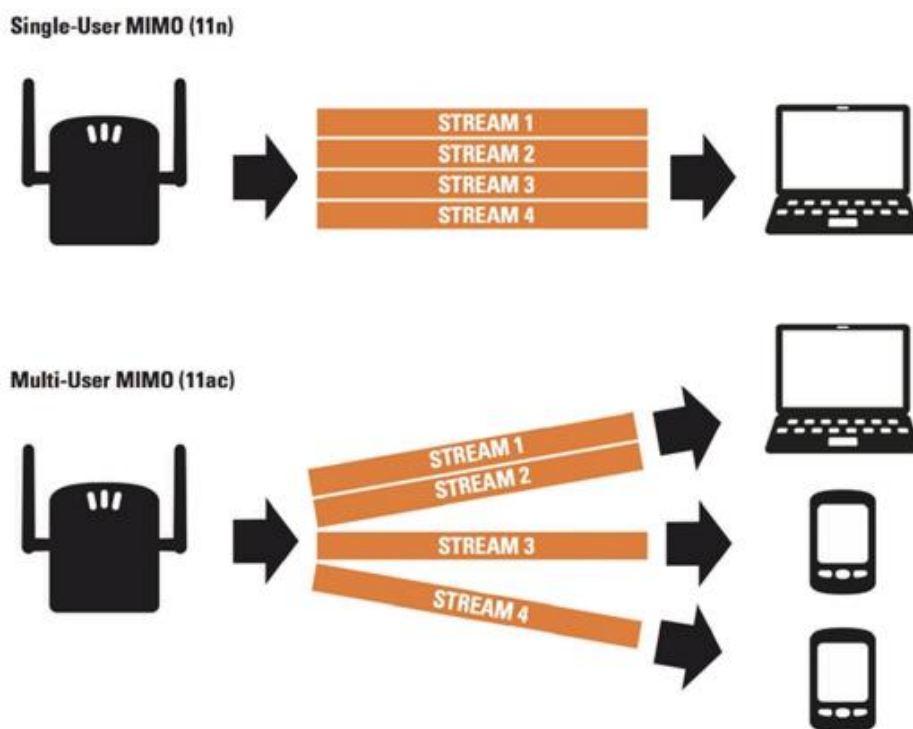 Single-User MIMO (11n)
STREAM 1
STREAM 2
STREAM 3
STREAM 4
Multi-User MIMO (11ac)
STREAM 1
STREAM 2
STREAM 3
STREAM 4